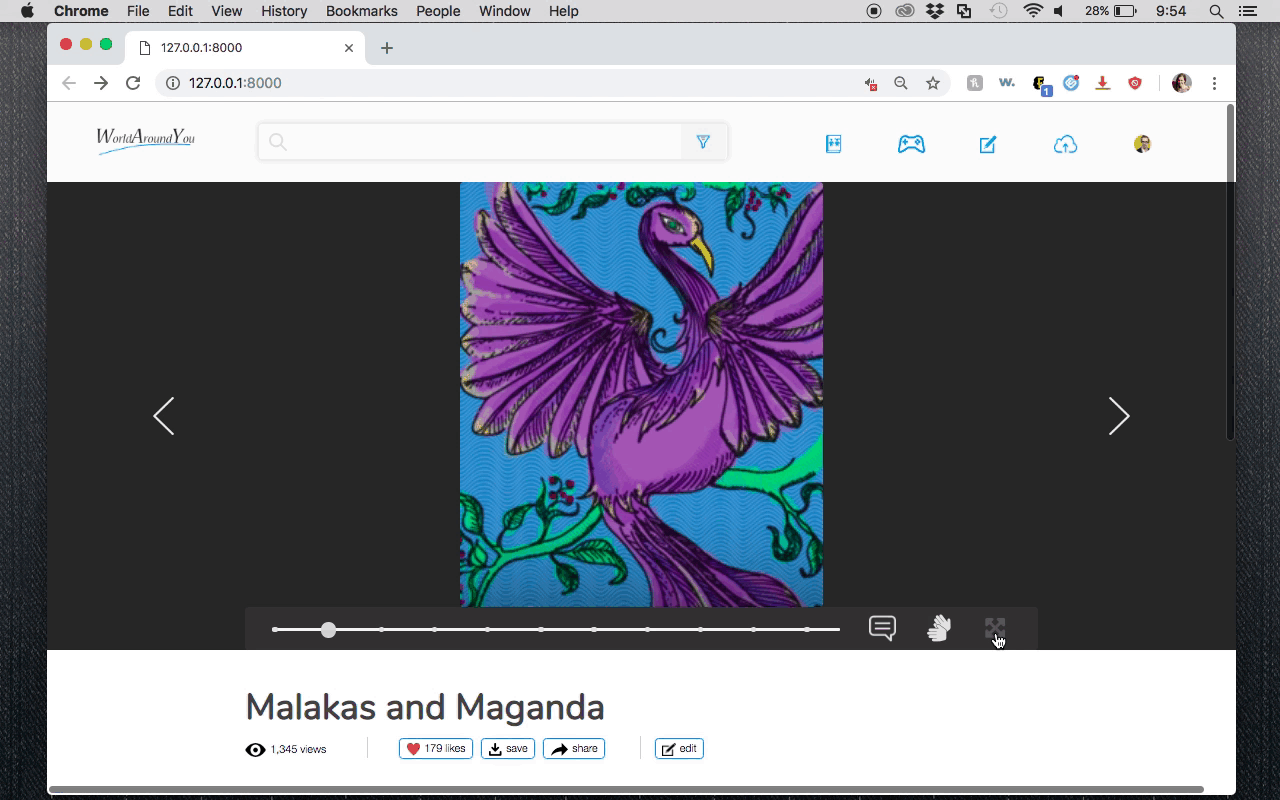 Chrome File Edit View History Bookmarks People Window Help 28% 9:54
127.0.0.1:8000
127.0.0.1:8000
w. 1
WorldAroundYou
Malakas and Maganda
1,345 views 179 likes save share edit